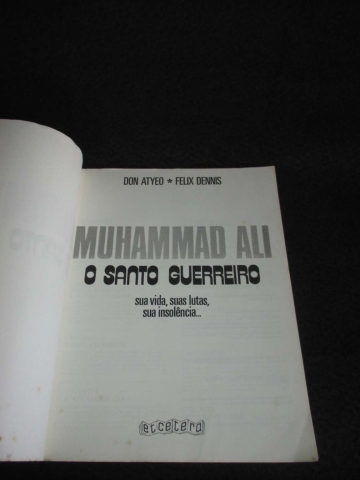 DON ATYEO ★ FELIX DENNIS
MUHAMMAD ALI
O SANTO GUERREIRO
sua vida, suas lutas,
sua insolência...
etcetera